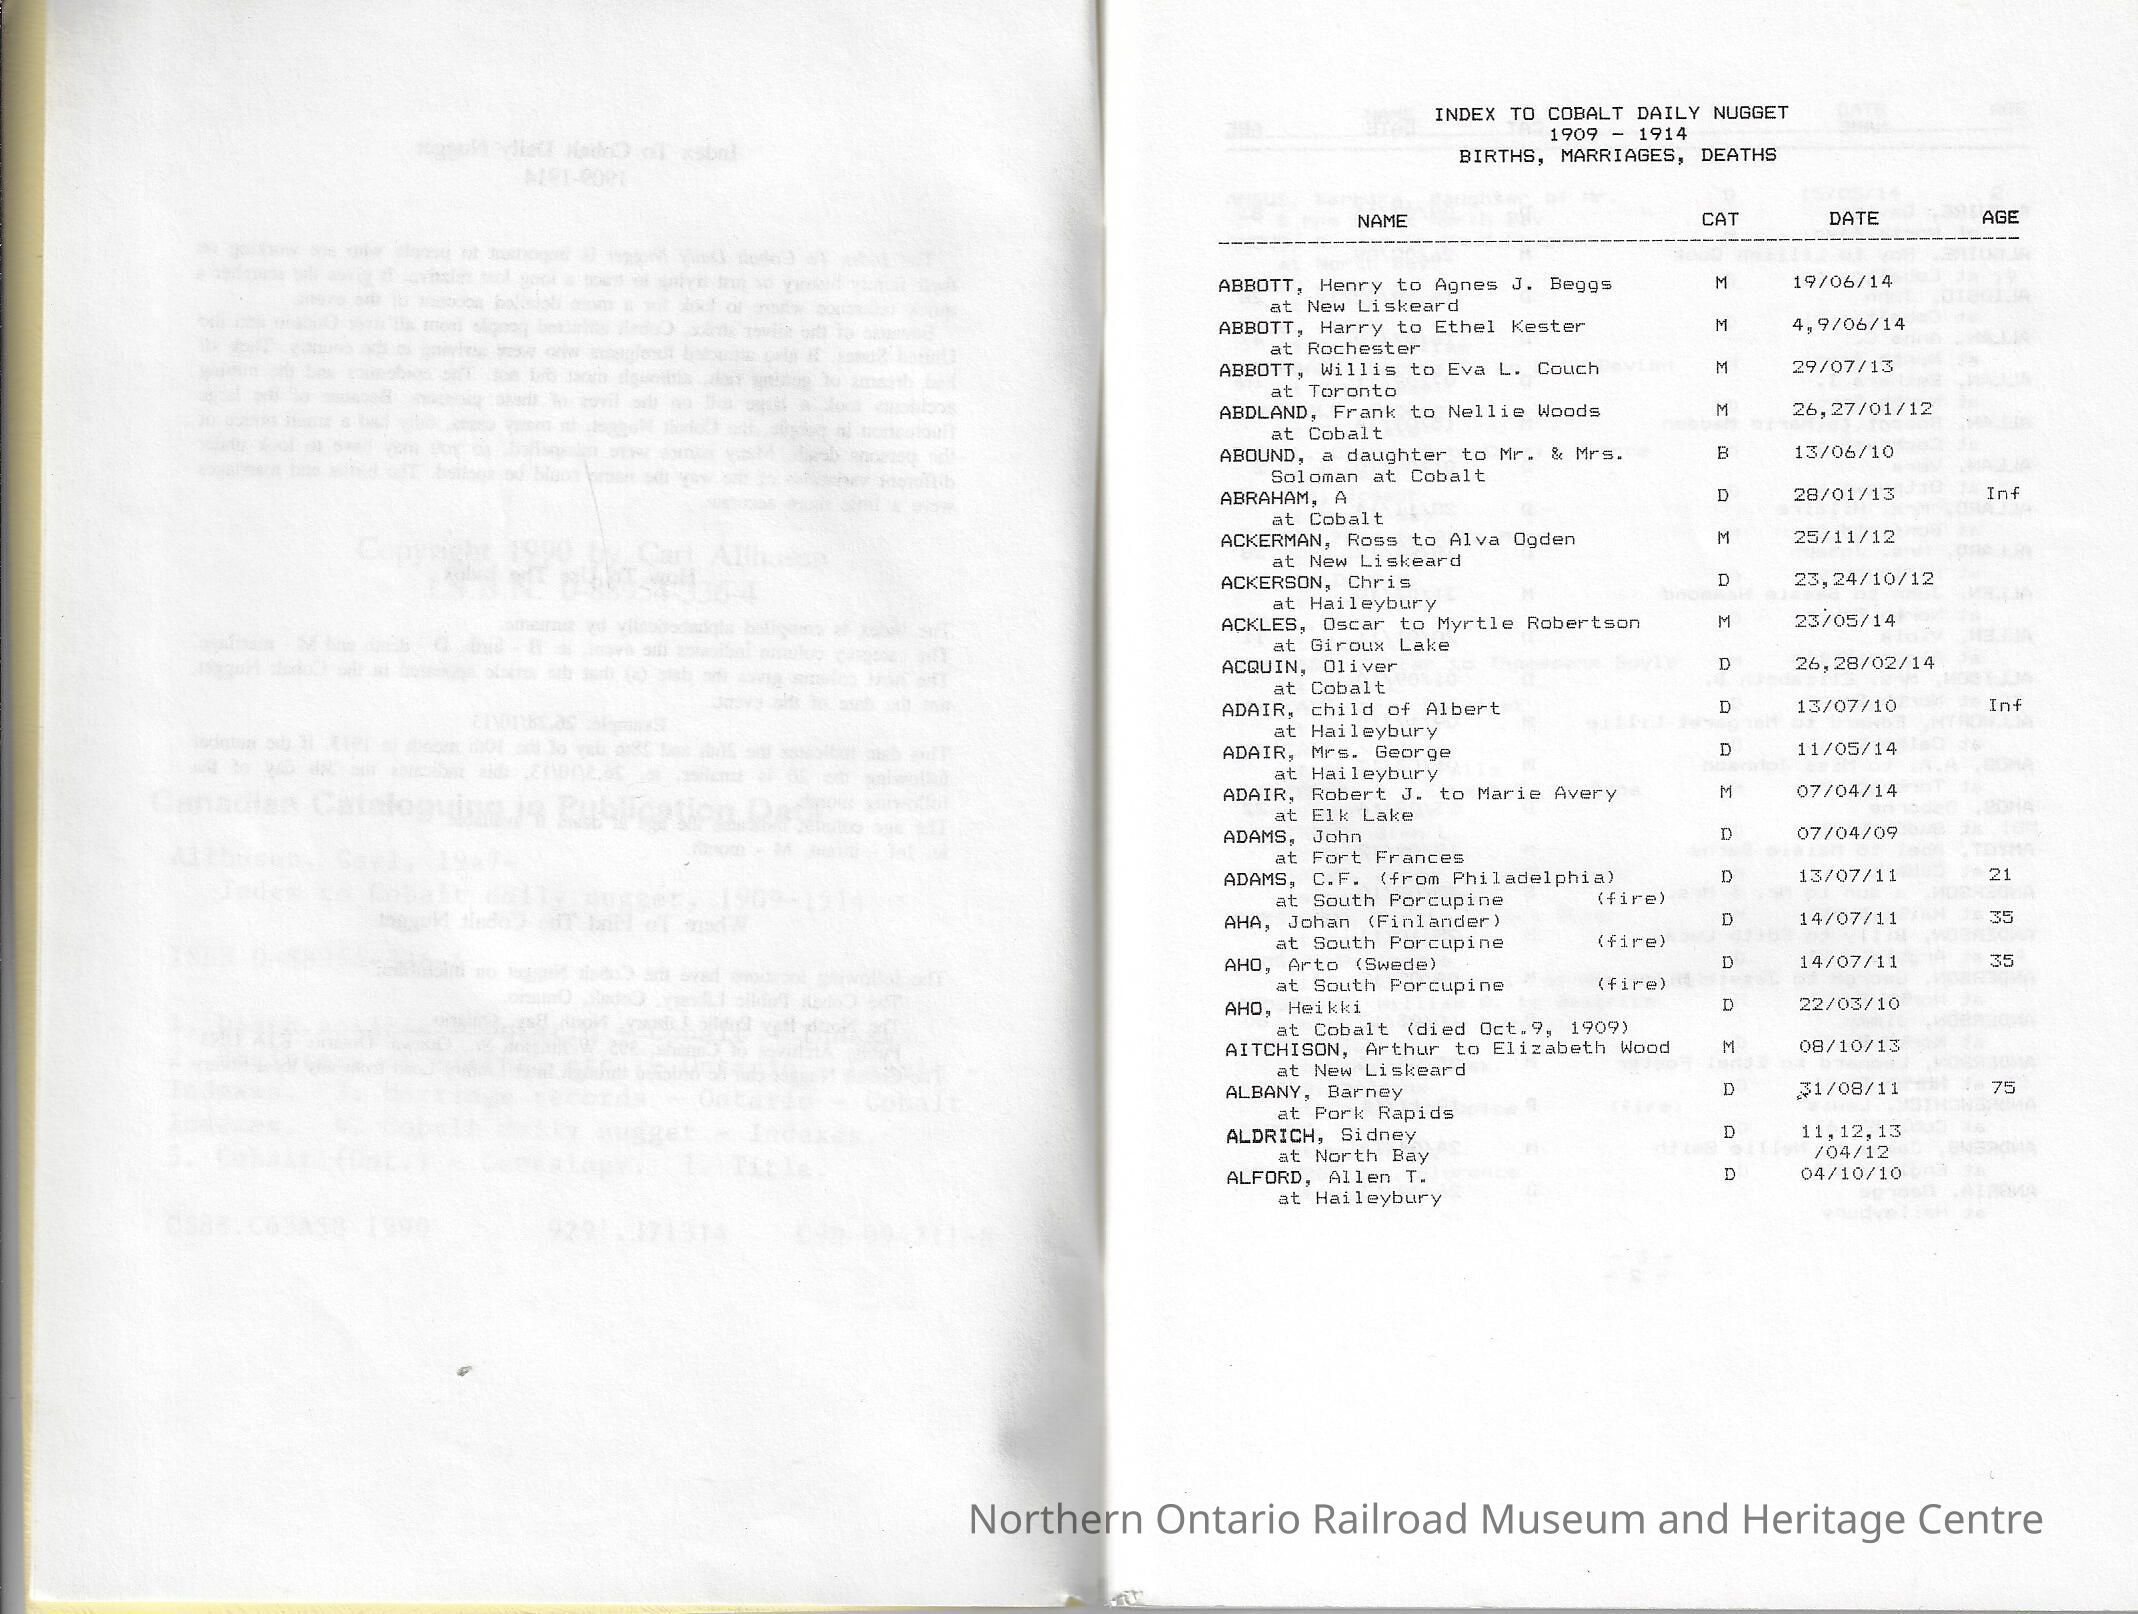 INDEX TO COBALT DAILY NUGGET
1909 - 1914
BIRTHS, MARRIAGES, DEATHS
NAME CAT DATE AGE
ABBOTT, Henry to Agnes J. Beggs M 19/06/14
at New Liskeard
ABBOTT, Harry to Ethel Kester M 4,9/06/14
at Rochester
ABBOTT, Willis to Eva L. Couch M 29/07/13
at Toronto
ABDLAND, Frank to Nellie Woods M 26,27/01/12
at Cobalt
ABOUND, a daughter to Mr. & Mrs. B 13/06/10
Soloman at Cobalt
ABRAHAM, A D 28/01/13 Inf
at Cobalt
ACKERMAN, Ross to Alva Ogden M 25/11/12
at New Liskeard
ACKERSON, Chris D 23,24/10/12
at Haileybury
ACKLES, Oscar to Myrtle Robertson M 23/05/14
at Giroux Lake
ACQUIN, Oliver D 26,28/02/14
at Cobalt
ADAIR, child of Albert D 13/07/10 Inf
at Haileybury
ADAIR, Mrs. George D 11/05/14
at Haileybury
ADAIR, Robert J. to Marie Avery M 07/04/14
at Elk Lake
ADAMS, John D 07/04/09
at Fort Frances
ADAMS, C.F. (from Philadelphia) D 13/07/11 21
at South Porcupine (fire)
AHA, Johan (Finlander) D 14/07/11 35
at South Porcupine (fire)
AHO, Arto (Swede) D 14/07/11 35
at South Porcupine (fire)
AHO, Heikki D 22/03/10
at Cobalt (died Oct.9, 1909)
AITCHISON, Arthur to Elizabeth Wood M 08/10/13
at New Liskeard
ALBANY, Barney D 31/08/11 75
at Pork Rapids
ALDRICH, Sidney D 11,12,13
at North Bay /04/12
ALFORD, Allen T. D 04/10/10
at Haileybury
Northern Ontario Railroad Museum and Heritage Centre